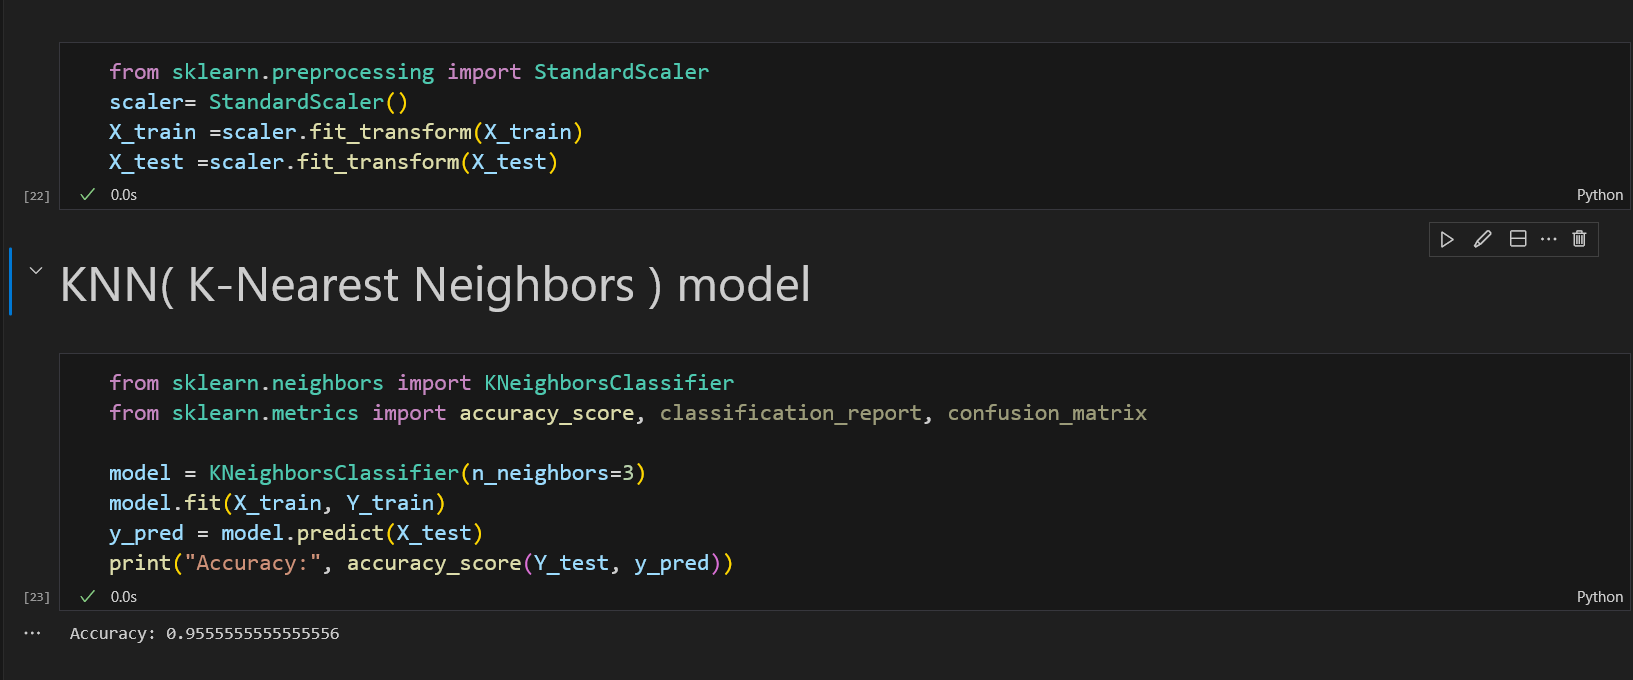 from sklearn.preprocessing import StandardScaler
scaler= StandardScaler()
X_train =scaler.fit_transform(X_train)
X_test =scaler.fit_transform(X_test)
[22]
0.0s
Python
KNN( K-Nearest Neighbors ) model
from sklearn.neighbors import KNeighborsClassifier
from sklearn.metrics import accuracy_score, classification_report, confusion_matrix
model = KNeighborsClassifier(n_neighbors=3)
model.fit(X_train, Y_train)
y_pred = model.predict(X_test)
print("Accuracy:", accuracy_score(Y_test, y_pred))
[23]
0.0s
Python
Accuracy: 0.9555555555555556